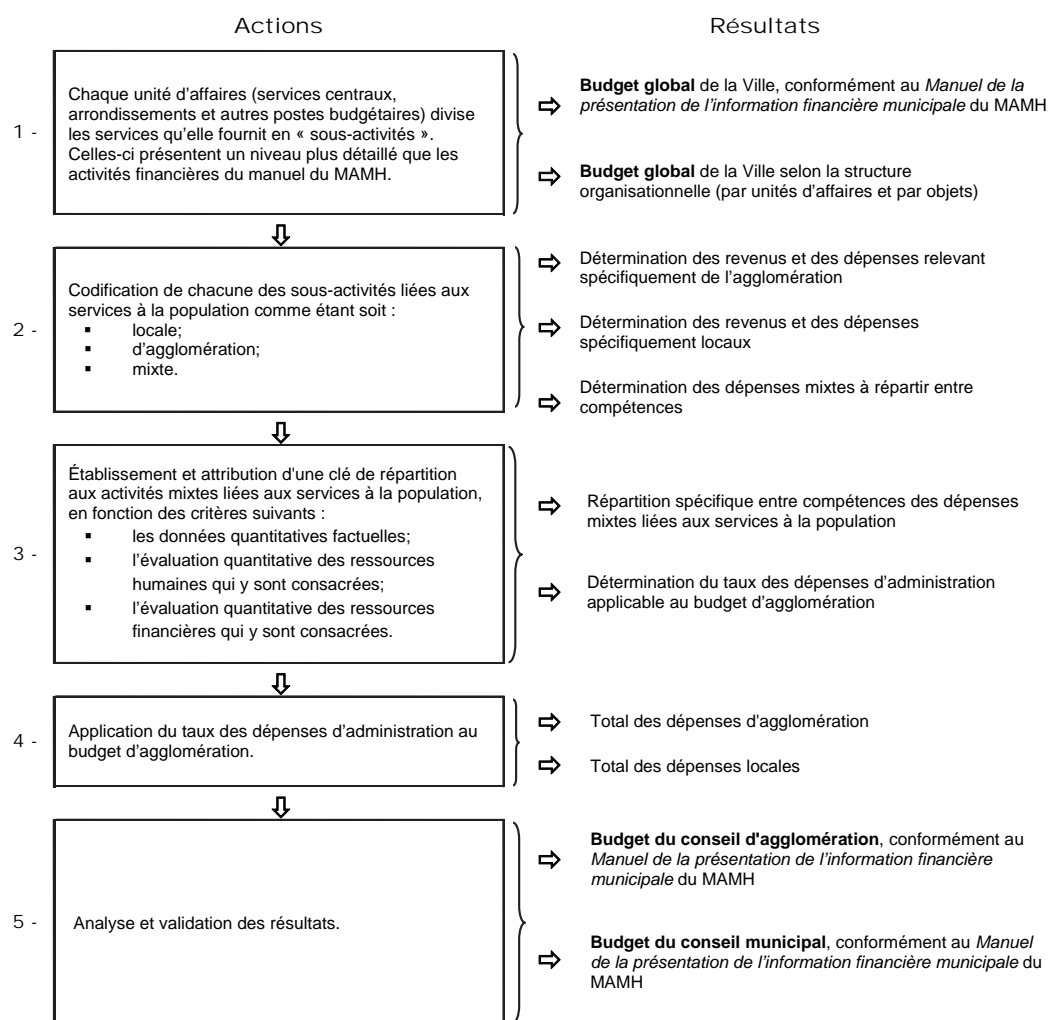 Actions
Résultats
1 -
Chaque unité d'affaires (services centraux,
arrondissements et autres postes budgétaires) divise
les services qu'elle fournit en « sous-activités ».
Celles-ci présentent un niveau plus détaillé que les
activités financières du manuel du MAMH.
Budget global de la Ville, conformément au Manuel de la
présentation de l'information financière municipale du MAMH
Budget global de la Ville selon la structure
organisationnelle (par unités d'affaires et par objets)
2 -
Codification de chacune des sous-activités liées aux
services à la population comme étant soit :
▪ locale;
▪ d'agglomération;
▪ mixte.
Détermination des revenus et des dépenses relevant
spécifiquement de l'agglomération
Détermination des revenus et des dépenses
spécifiquement locaux
Détermination des dépenses mixtes à répartir entre
compétences
3 -
Établissement et attribution d'une clé de répartition
aux activités mixtes liées aux services à la population,
en fonction des critères suivants :
▪ les données quantitatives factuelles;
▪ l'évaluation quantitative des ressources
humaines qui y sont consacrées;
▪ l'évaluation quantitative des ressources
financières qui y sont consacrées.
Répartition spécifique entre compétences des dépenses
mixtes liées aux services à la population
Détermination du taux des dépenses d'administration
applicable au budget d'agglomération
4 -
Application du taux des dépenses d'administration au
budget d'agglomération.
Total des dépenses d'agglomération
Total des dépenses locales
5 -
Analyse et validation des résultats.
Budget du conseil d'agglomération, conformément au
Manuel de la présentation de l'information financière
municipale du MAMH
Budget du conseil municipal, conformément au Manuel
de la présentation de l'information financière municipale du
MAMH